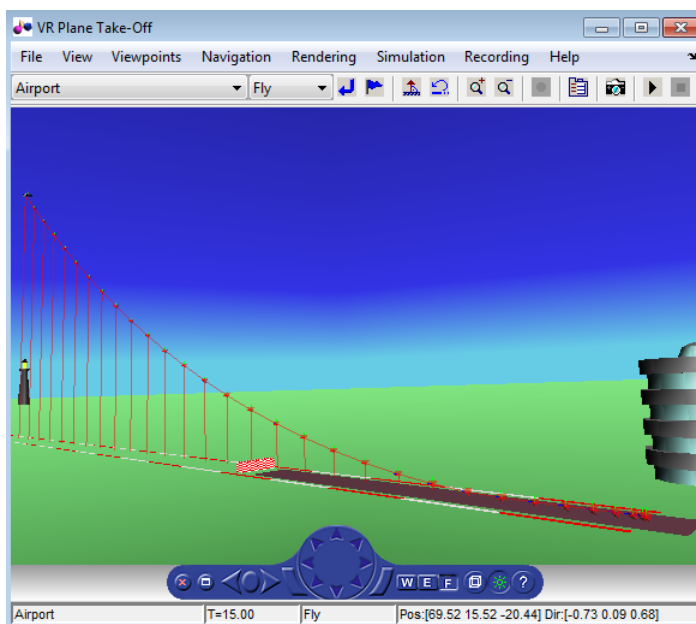 VR Plane Take-Off
File View Viewpoints Navigation Rendering Simulation Recording Help
Airport Fly
W E F ?
Airport T=15.00 Fly Pos:[69.52 15.52 -20.44] Dir:[-0.73 0.09 0.68]